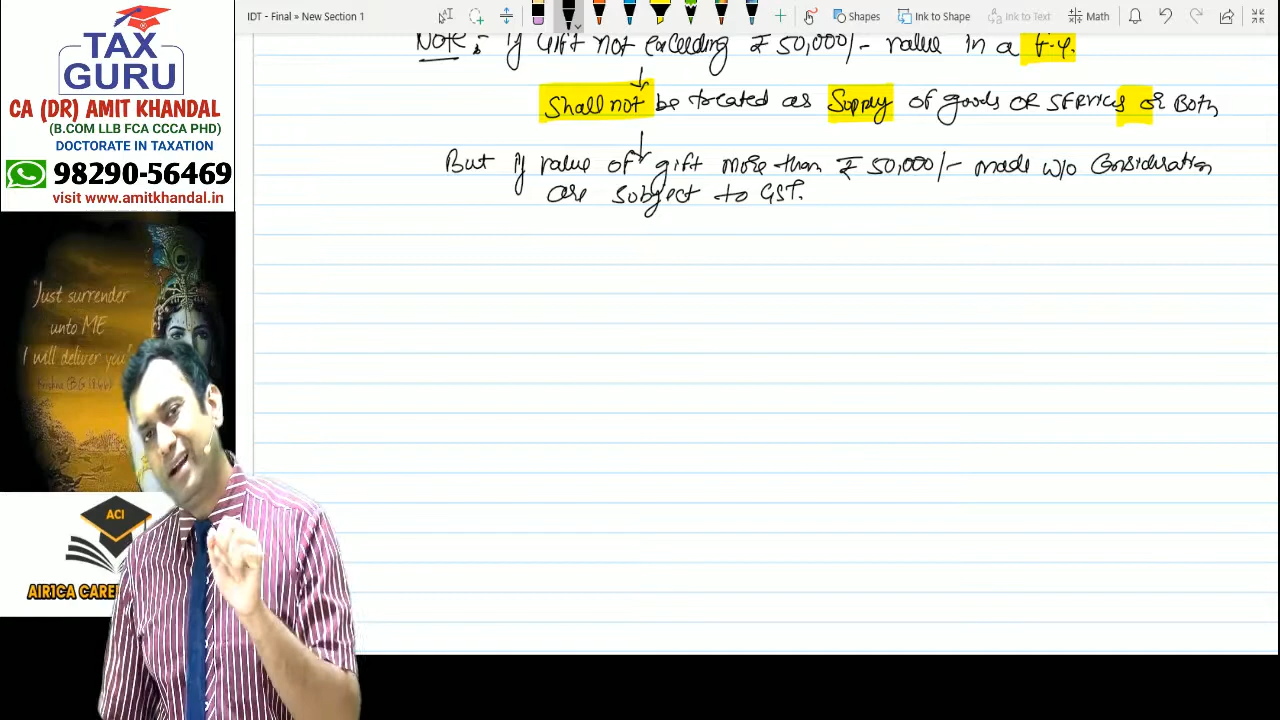 TAX
GURU
CA (DR) AMIT KHANDAL
(B.COM LLB FCA CCCA PHD)
DOCTORATE IN TAXATION
98290-56469
visit www.amitkhandal.in
"Just surrender
unto ME
I will deliver you"
ACI
AIR1CA CARE
IDT - Final » New Section 1
Shapes
Ink to Shape
Ink to Text
Math
Note :- if Gift not exceeding ₹ 50,000/- value in a f.y.
Shall not be treated as Supply of goods or services or Both
But if value of gift more than ₹ 50,000/- made w/o Consideration
are subject to GST.